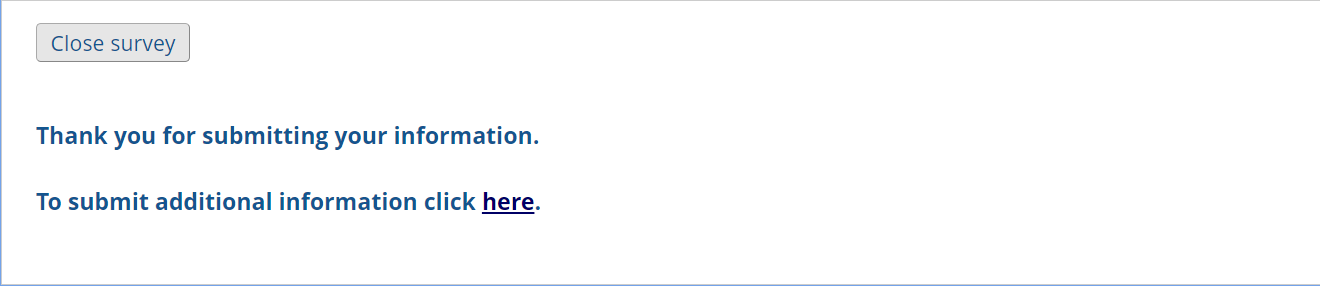 Close survey
Thank you for submitting your information.
To submit additional information click here.